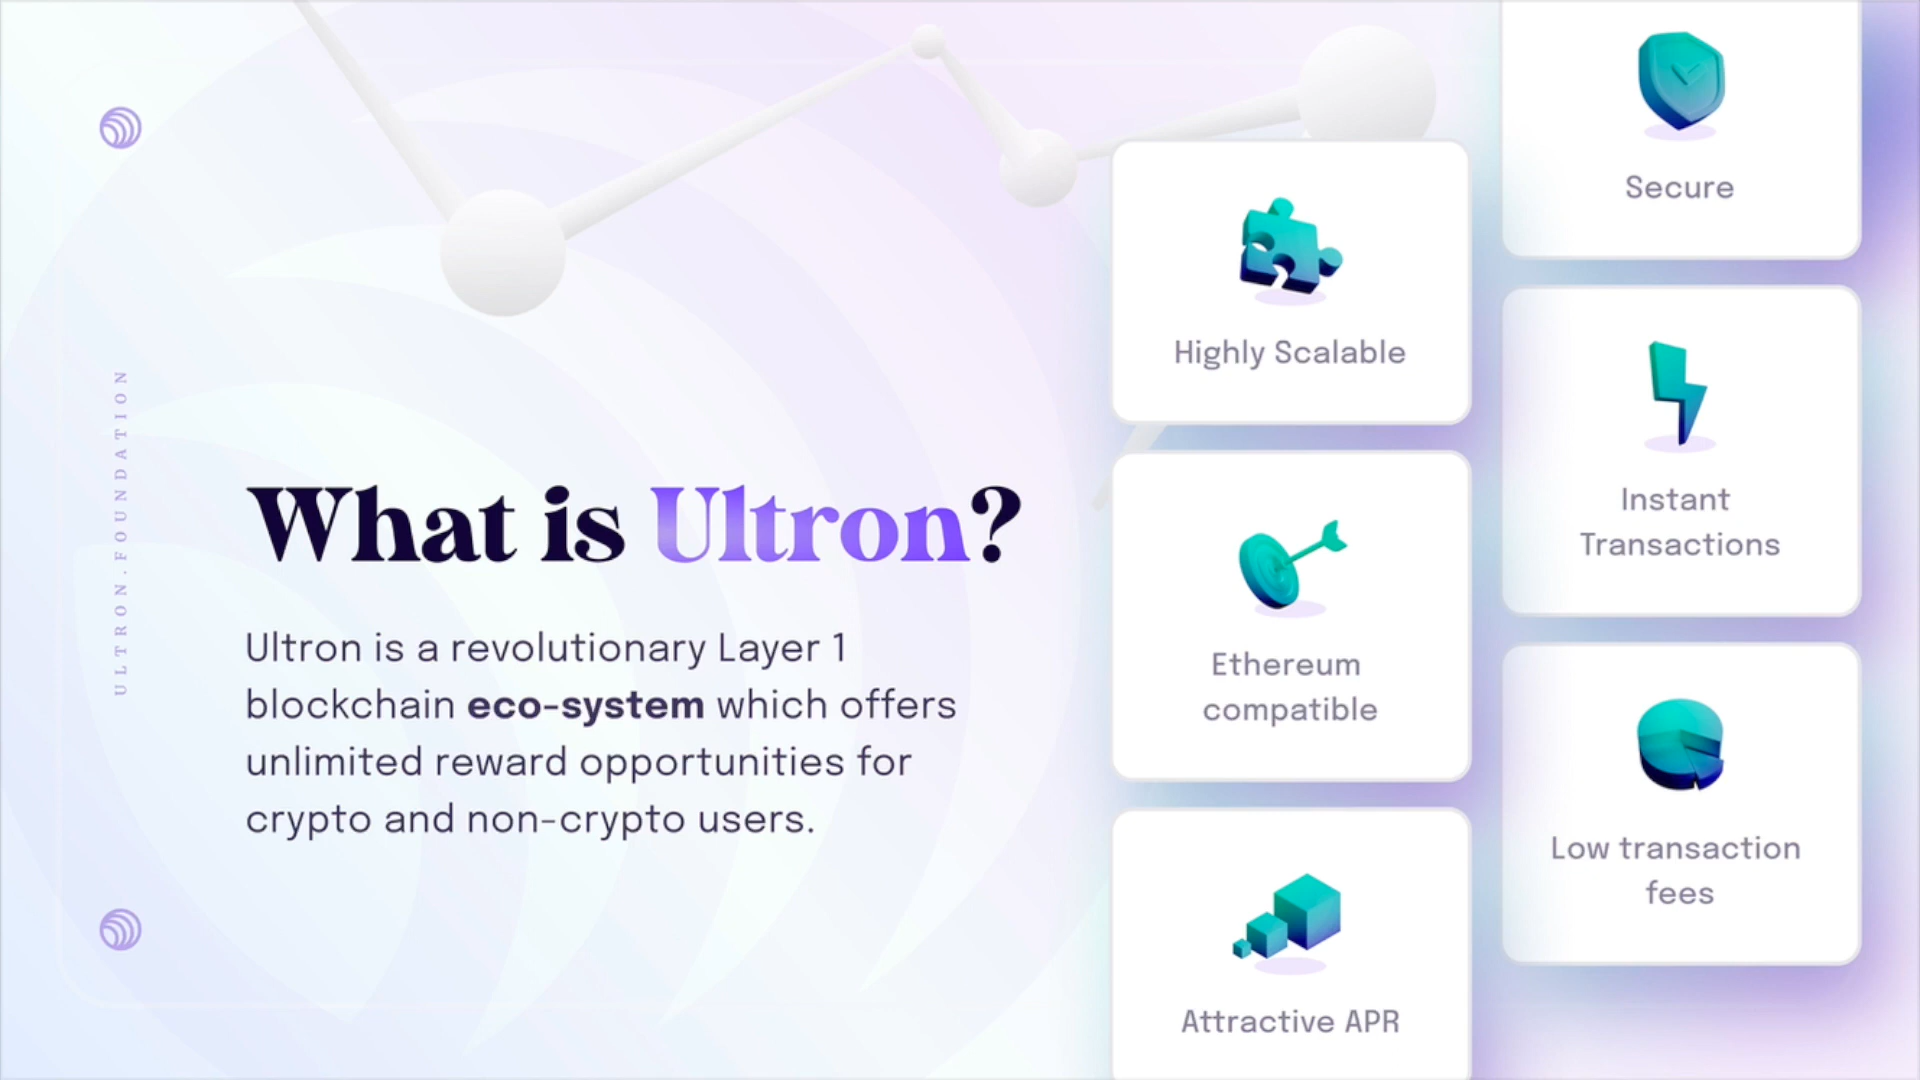 ULTRON.FOUNDATION
What is Ultron?
Ultron is a revolutionary Layer 1
blockchain eco-system which offers
unlimited reward opportunities for
crypto and non-crypto users.
Highly Scalable
Ethereum
compatible
Attractive APR
Secure
Instant
Transactions
Low transaction
fees